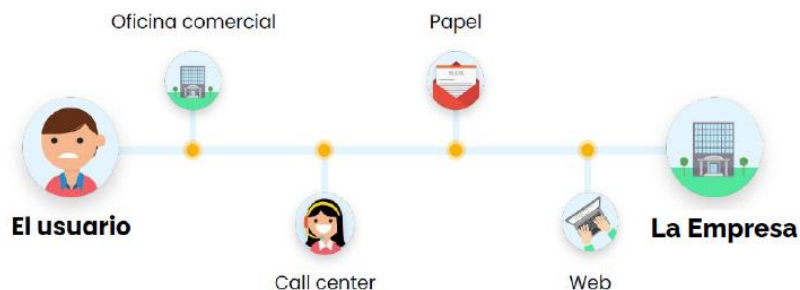 Oficina comercial
Papel
El usuario
La Empresa
Call center
Web